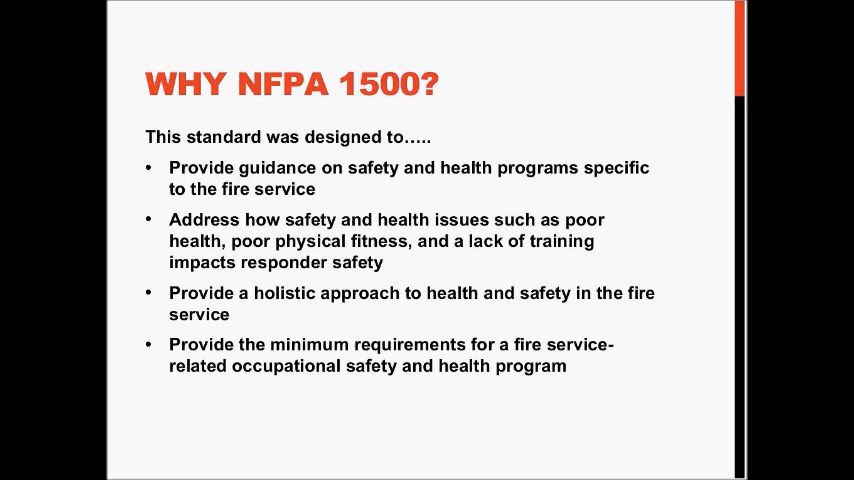 WHY NFPA 1500?
This standard was designed to…..
• Provide guidance on safety and health programs specific
to the fire service
• Address how safety and health issues such as poor
health, poor physical fitness, and a lack of training
impacts responder safety
• Provide a holistic approach to health and safety in the fire
service
• Provide the minimum requirements for a fire service-
related occupational safety and health program